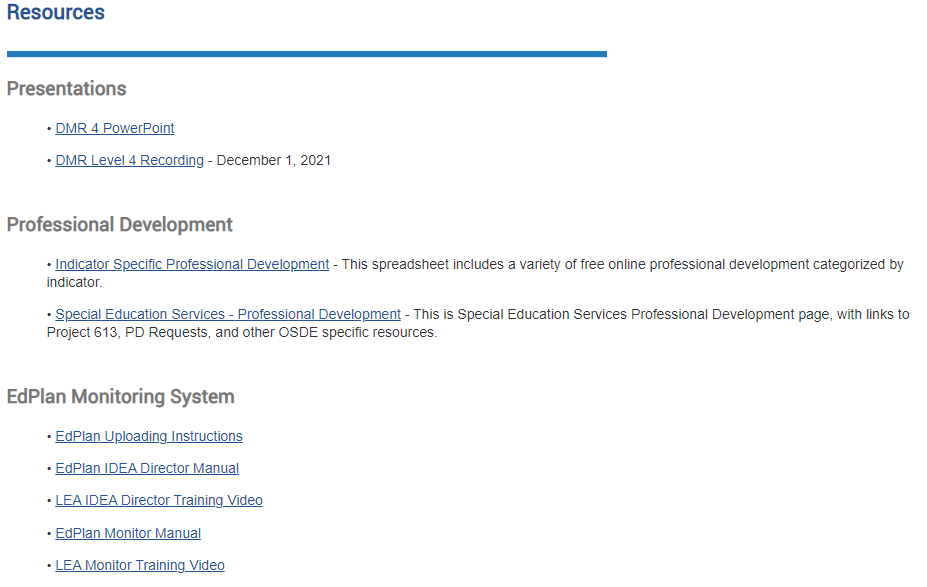 Resources
Presentations
• DMR 4 PowerPoint
• DMR Level 4 Recording - December 1, 2021
Professional Development
• Indicator Specific Professional Development - This spreadsheet includes a variety of free online professional development categorized by
indicator.
• Special Education Services - Professional Development - This is Special Education Services Professional Development page, with links to
Project 613, PD Requests, and other OSDE specific resources.
EdPlan Monitoring System
• EdPlan Uploading Instructions
• EdPlan IDEA Director Manual
• LEA IDEA Director Training Video
• EdPlan Monitor Manual
• LEA Monitor Training Video